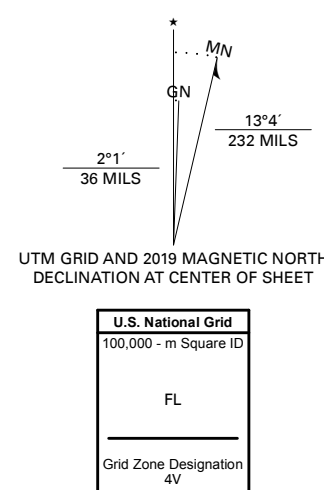 ★
MN
GN
13°4´
232 MILS
2°1´
36 MILS
UTM GRID AND 2019 MAGNETIC NORTH
DECLINATION AT CENTER OF SHEET
U.S. National Grid
100,000 - m Square ID
FL
Grid Zone Designation
4V